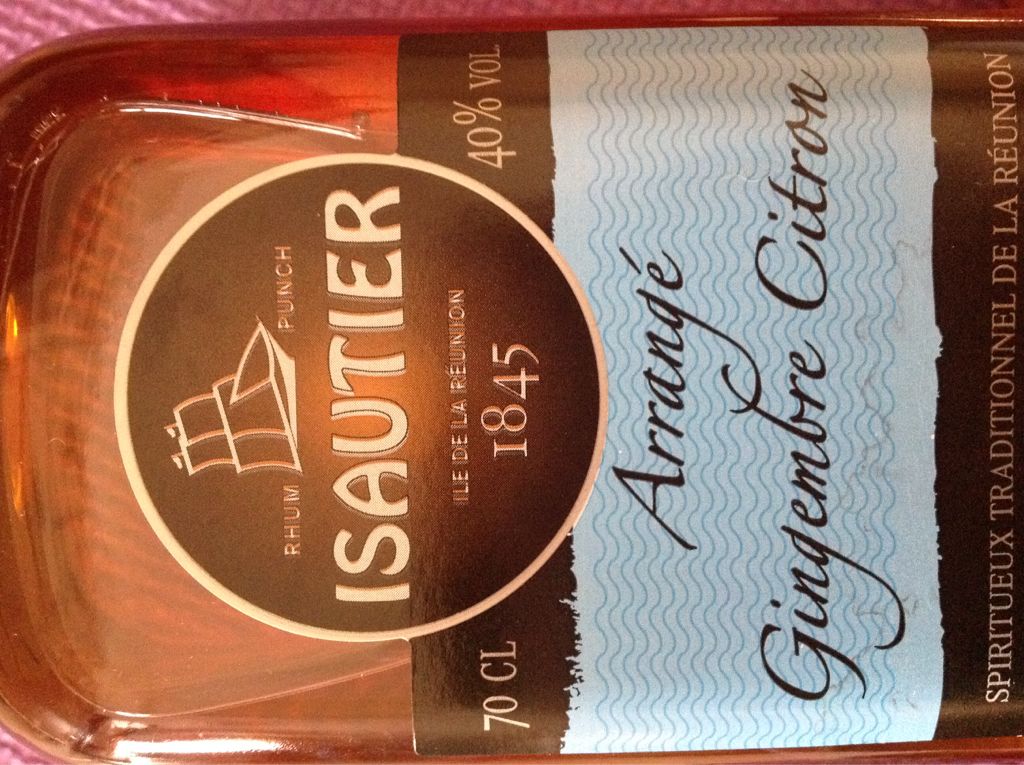 RHUM PUNCH
ISAUTIER
ILE DE LA RÉUNION
1845
70 CL 40% VOL
Arrangé
Gingembre Citron
SPIRITUEUX TRADITIONNEL DE LA RÉUNION